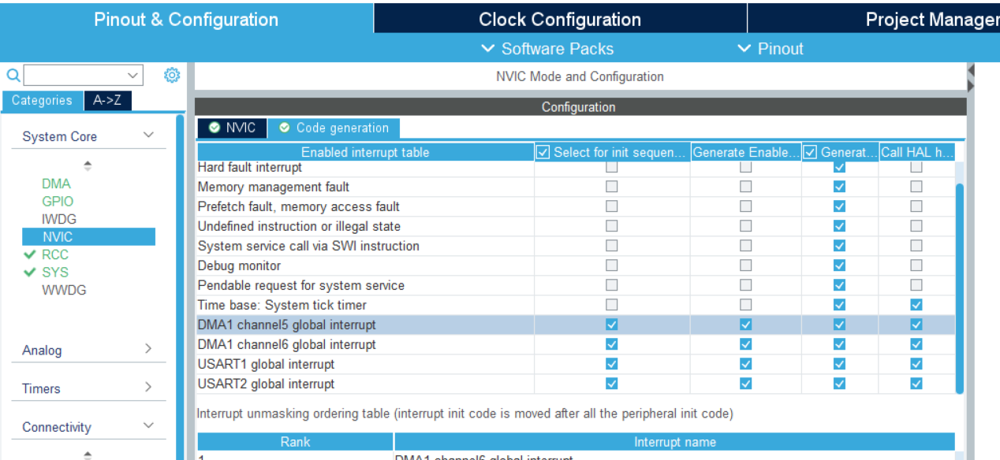 Pinout & Configuration
Clock Configuration
Project Manager
Software Packs
Pinout
Categories
A->Z
System Core
DMA
GPIO
IWDG
NVIC
RCC
SYS
WWDG
Analog
Timers
Connectivity
NVIC Mode and Configuration
Configuration
NVIC
Code generation
Enabled interrupt table Select for init sequen... Generate Enable... Generat... Call HAL h...
Hard fault interrupt
Memory management fault
Prefetch fault, memory access fault
Undefined instruction or illegal state
System service call via SWI instruction
Debug monitor
Pendable request for system service
Time base: System tick timer
DMA1 channel5 global interrupt
DMA1 channel6 global interrupt
USART1 global interrupt
USART2 global interrupt
Interrupt unmasking ordering table (interrupt init code is moved after all the peripheral init code)
Rank Interrupt name
1 DMA1 channel6 global interrupt